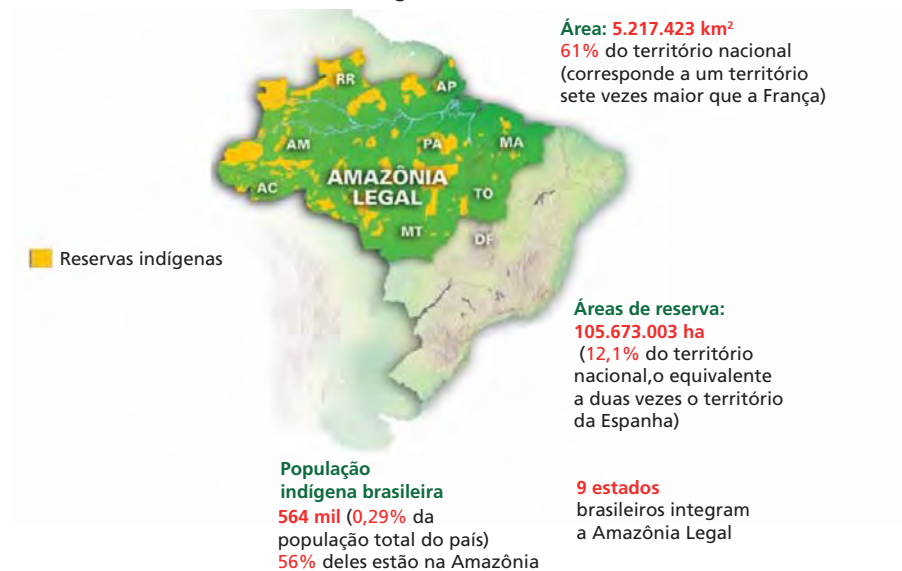 Área: 5.217.423 km²
61% do território nacional
(corresponde a um território
sete vezes maior que a França)
RR
AP
AM
PA
MA
AMAZÔNIA
LEGAL
AC
TO
MT
DF
Reservas indígenas
Áreas de reserva:
105.673.003 ha
(12,1% do território
nacional,o equivalente
a duas vezes o território
da Espanha)
População
indígena brasileira
564 mil (0,29% da
população total do país)
56% deles estão na Amazônia
9 estados
brasileiros integram
a Amazônia Legal